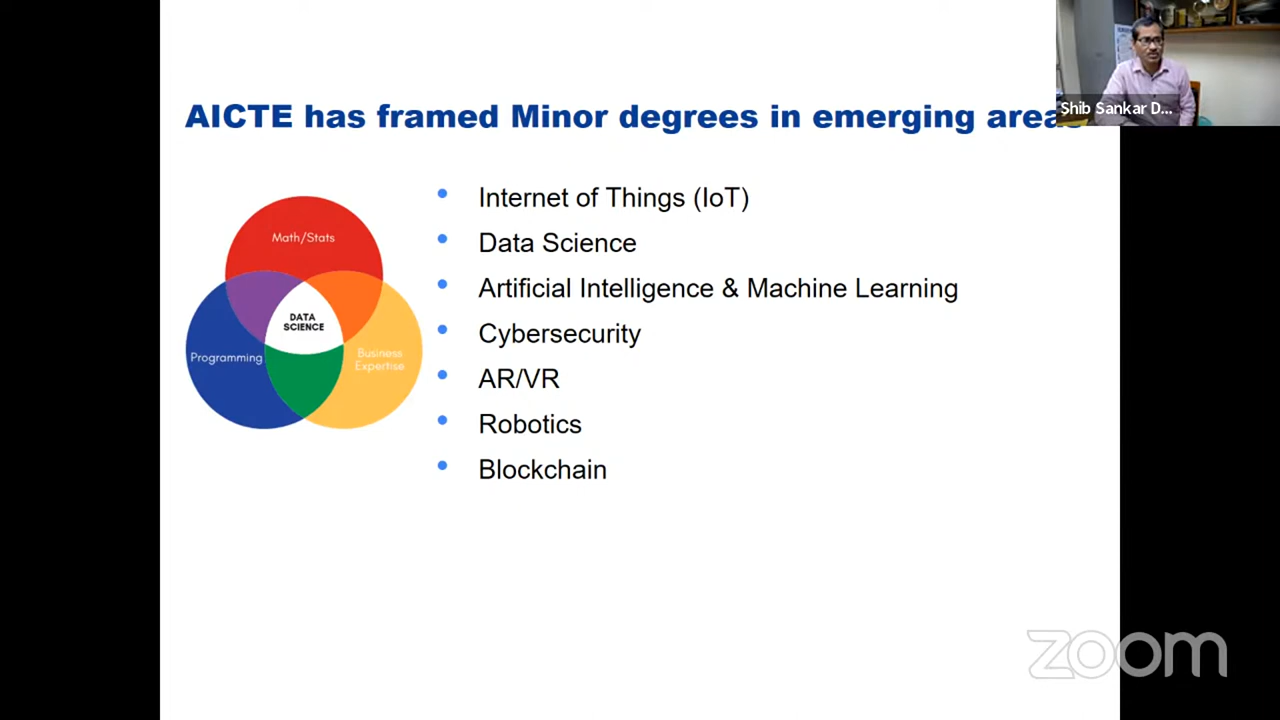 AICTE has framed Minor degrees in emerging areas
Shib Sankar D...
Internet of Things (IoT)
Data Science
Artificial Intelligence & Machine Learning
Cybersecurity
AR/VR
Robotics
Blockchain
Math/Stats
DATA
SCIENCE
Programming
Business
Expertise
zoom